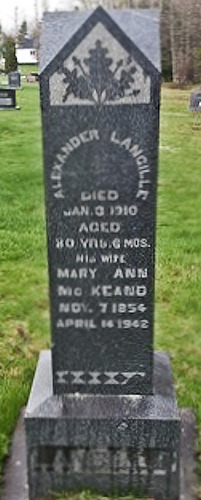 ALEXANDER LANGILLE
DIED
JAN. 3 1910
AGED
80 YRS. 6 MOS.
HIS WIFE
MARY ANN
McKEAND
NOV. 7 1854
APRIL 14 1942